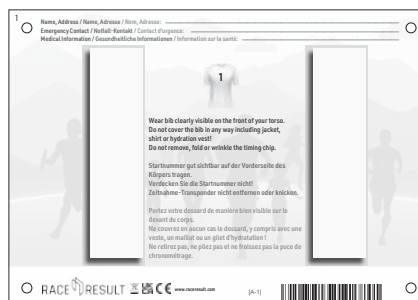 1
Name, Address / Name, Adresse / Nom, Adresse:
Emergency Contact / Notfall-Kontakt / Contact d'urgence:
Medical Information / Gesundheitliche Informationen / Information sur la santé:
1
Wear bib clearly visible on the front of your torso.
Do not cover the bib in any way including jacket,
shirt or hydration vest!
Do not remove, fold or wrinkle the timing chip.
Startnummer gut sichtbar auf der Vorderseite des
Körpers tragen.
Verdecken Sie die Startnummer nicht!
Zeitnahme-Transponder nicht entfernen oder knicken.
Portez votre dossard de manière bien visible sur le
devant du corps.
Ne couvrez en aucun cas le dossard, y compris avec une
veste, un maillot ou un gilet d'hydratation !
Ne retirez pas, ne pliez pas et ne froissez pas la puce de
chronométrage.
RACE RESULT CE www.raceresult.com [A-1]